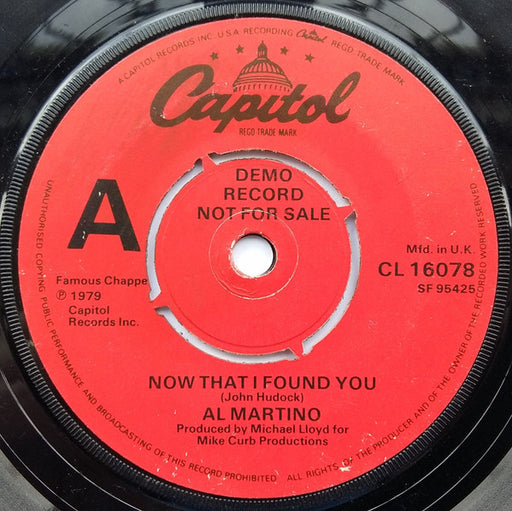 A CAPITOL RECORDS INC. U.S.A. RECORDING Capitol REGD TRADE MARK
Capitol
REGD TRADE MARK
DEMO
RECORD
NOT FOR SALE
A
Mfd. in U.K.
CL 16078
SF 95425
Famous Chappe
℗ 1979
Capitol
Records Inc.
NOW THAT I FOUND YOU
(John Hudock)
AL MARTINO
Produced by Michael Lloyd for
Mike Curb Productions
UNAUTHORISED COPYING PUBLIC PERFORMANCE AND BROADCASTING OF THIS RECORD PROHIBITED. ALL RIGHTS OF THE PRODUCER AND OF THE OWNER OF THE RECORDED WORK RESERVED